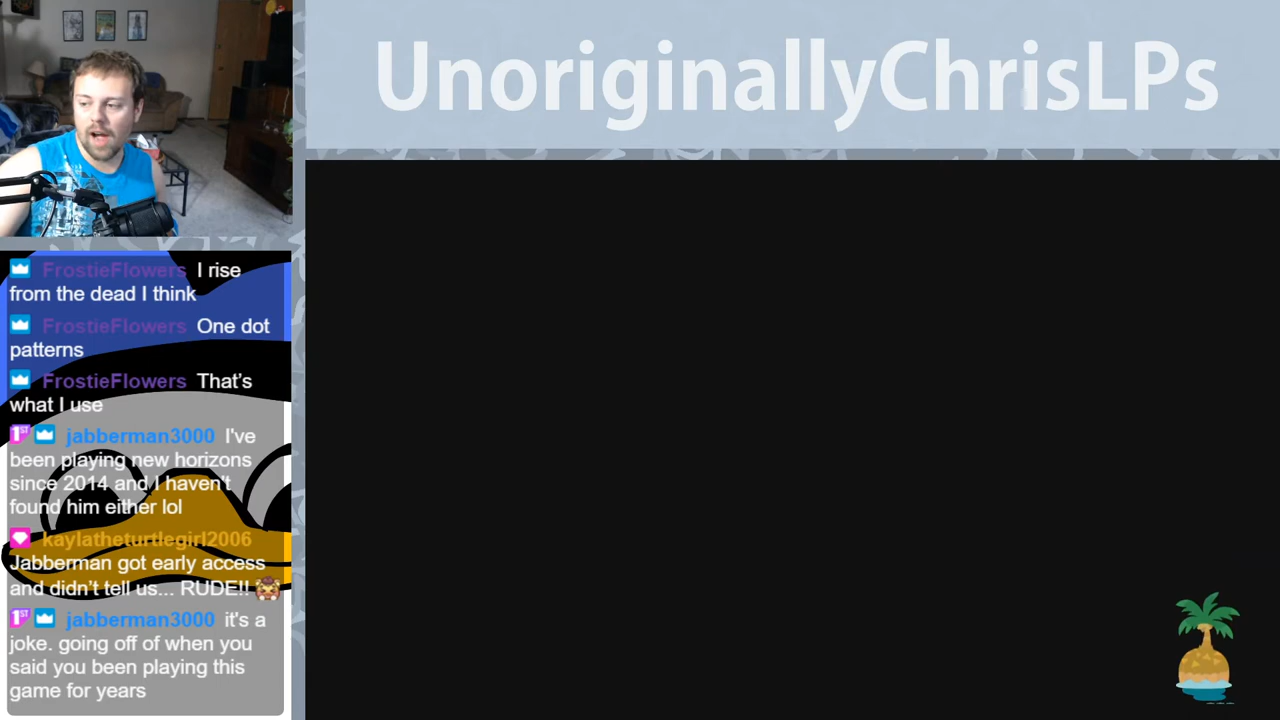 UnoriginallyChrisLPs
FrostieFlowers I rise
from the dead I think
FrostieFlowers One dot
patterns
FrostieFlowers That's
what I use
1ST jabberman3000 I've
been playing new horizons
since 2014 and I haven't
found him either lol
kaylatheturtlegirl2006
Jabberman got early access
and didn't tell us... RUDE!!
1ST jabberman3000 it's a
joke. going off of when you
said you been playing this
game for years